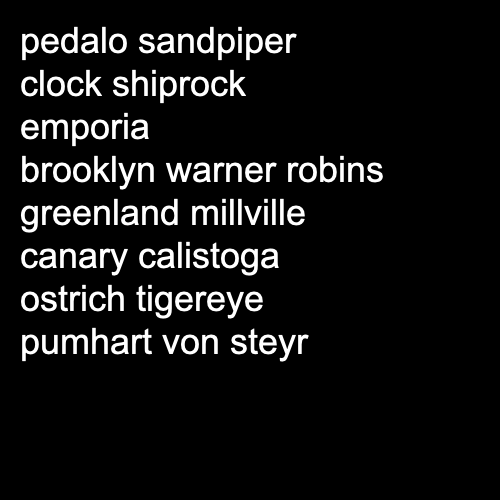 pedalo sandpiper
clock shiprock
emporia
brooklyn warner robins
greenland millville
canary calistoga
ostrich tigereye
pumhart von steyr